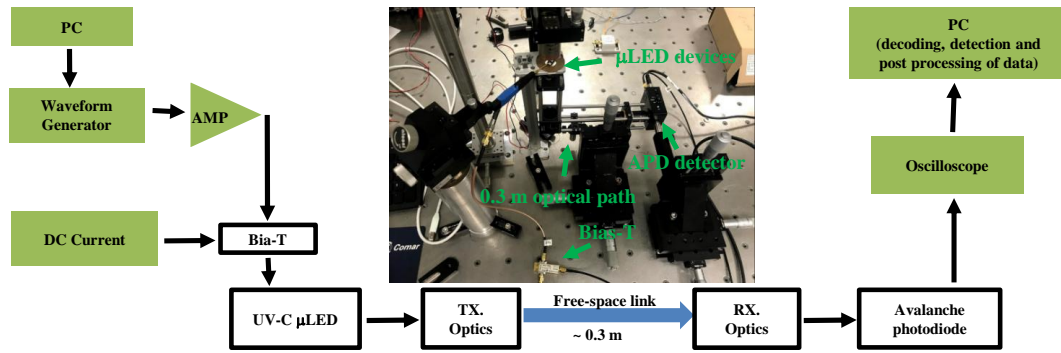 PC
Waveform
Generator
AMP
DC Current
Bia-T
UV-C μLED
TX.
Optics
Free-space link
~ 0.3 m
RX.
Optics
Avalanche
photodiode
Oscilloscope
PC
(decoding, detection and
post processing of data)
μLED devices
APD detector
0.3 m optical path
Bias-T
Comar